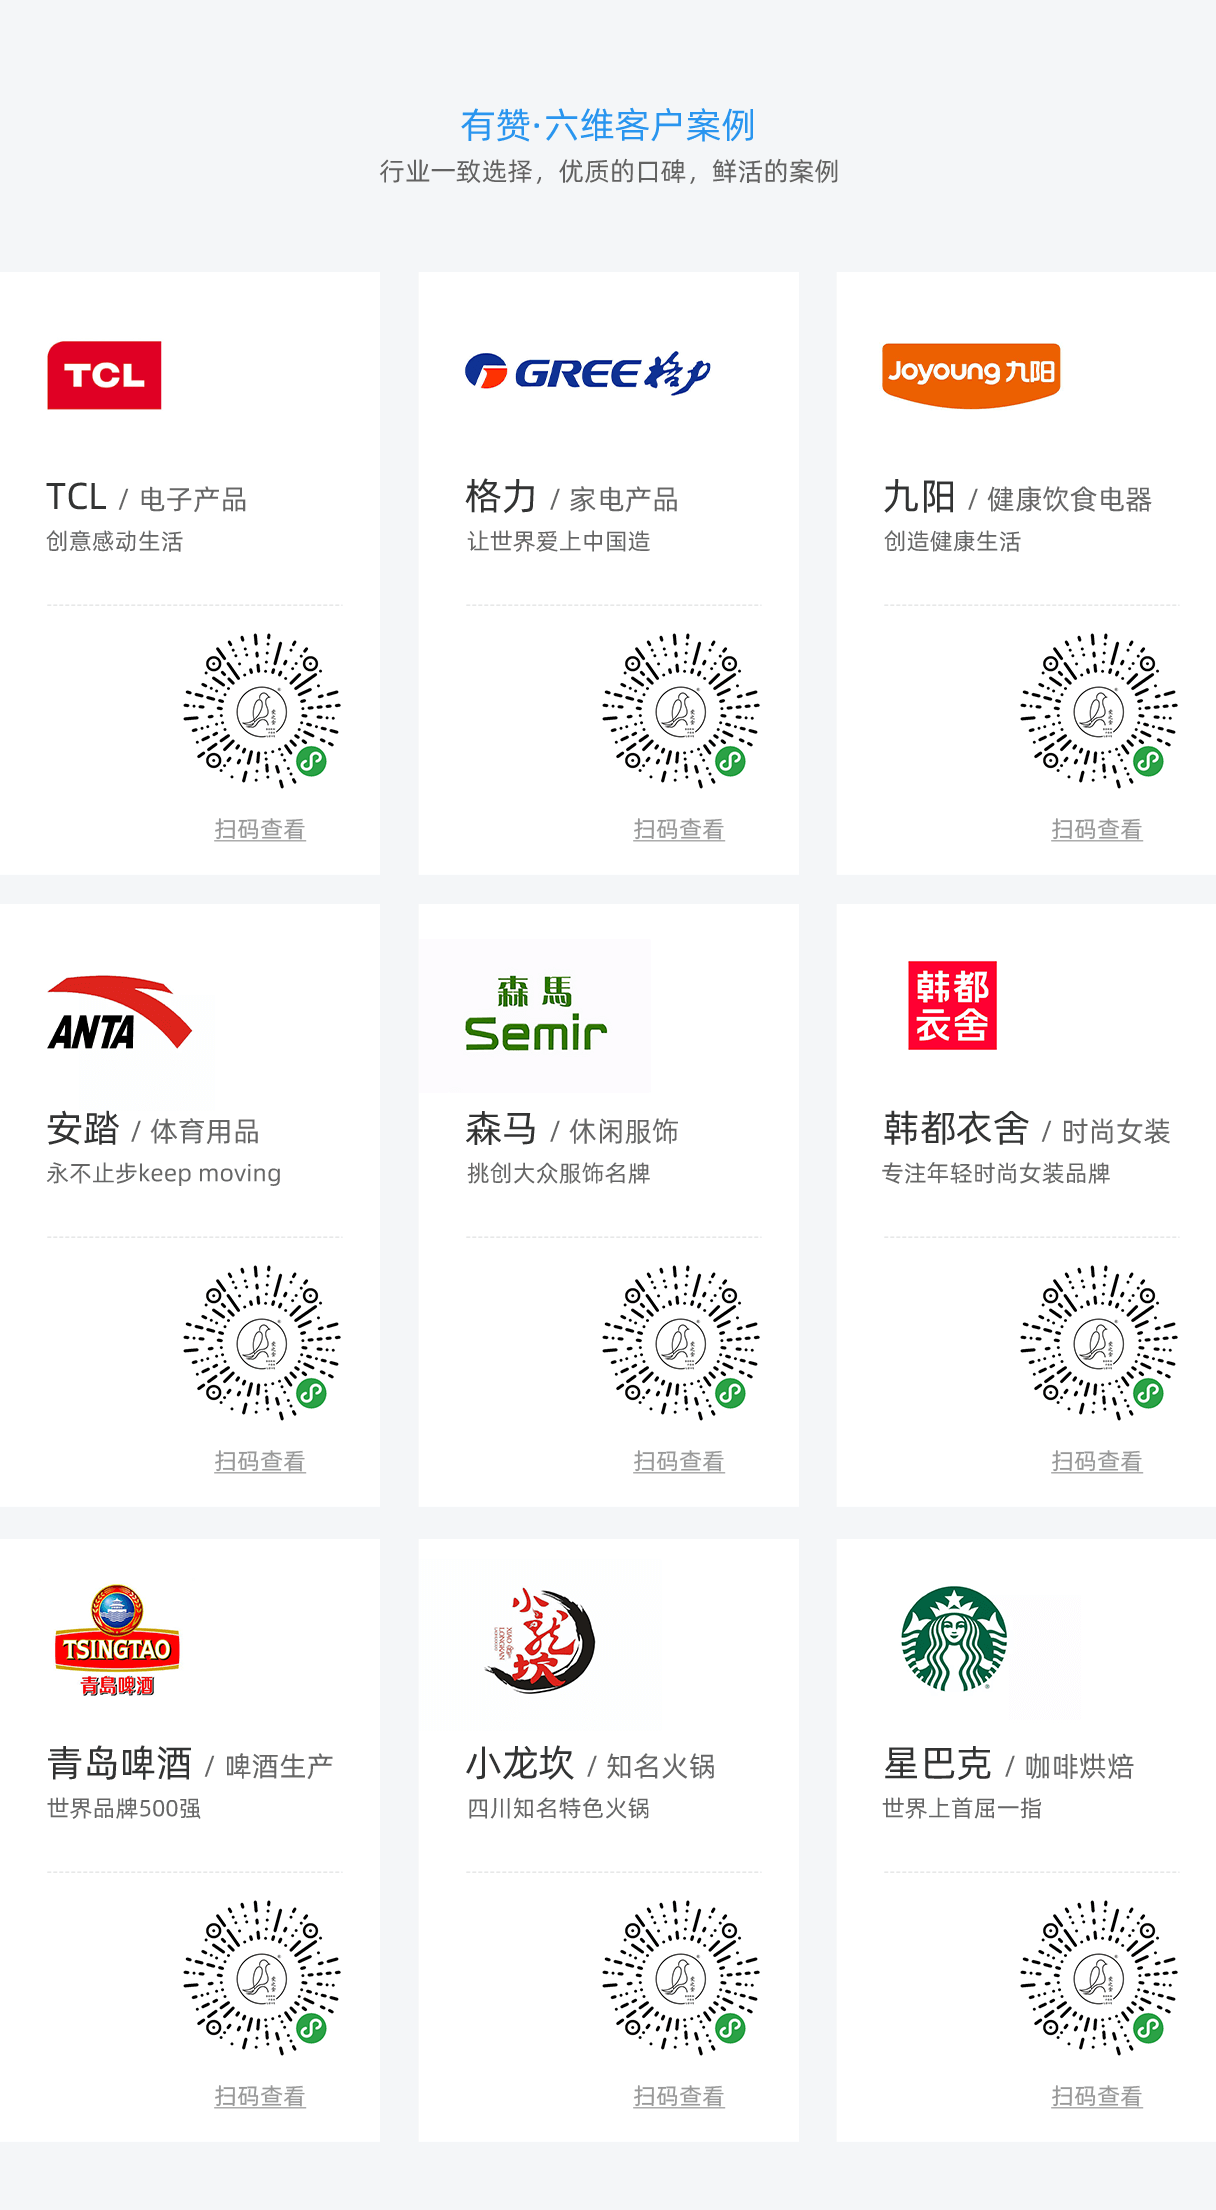 有赞·六维客户案例
行业一致选择，优质的口碑，鲜活的案例
TCL
GREE 格力
Joyoung 九阳
TCL / 电子产品
格力 / 家电产品
九阳 / 健康饮食电器
创意感动生活
让世界爱上中国造
创造健康生活
扫码查看
扫码查看
扫码查看
ANTA
森馬
Semir
韩都
衣舍
安踏 / 体育用品
森马 / 休闲服饰
韩都衣舍 / 时尚女装
永不止步keep moving
挑创大众服饰名牌
专注年轻时尚女装品牌
扫码查看
扫码查看
扫码查看
TSINGTAO
青島啤酒
小龍坎
青岛啤酒 / 啤酒生产
小龙坎 / 知名火锅
星巴克 / 咖啡烘焙
世界品牌500强
四川知名特色火锅
世界上首屈一指
扫码查看
扫码查看
扫码查看